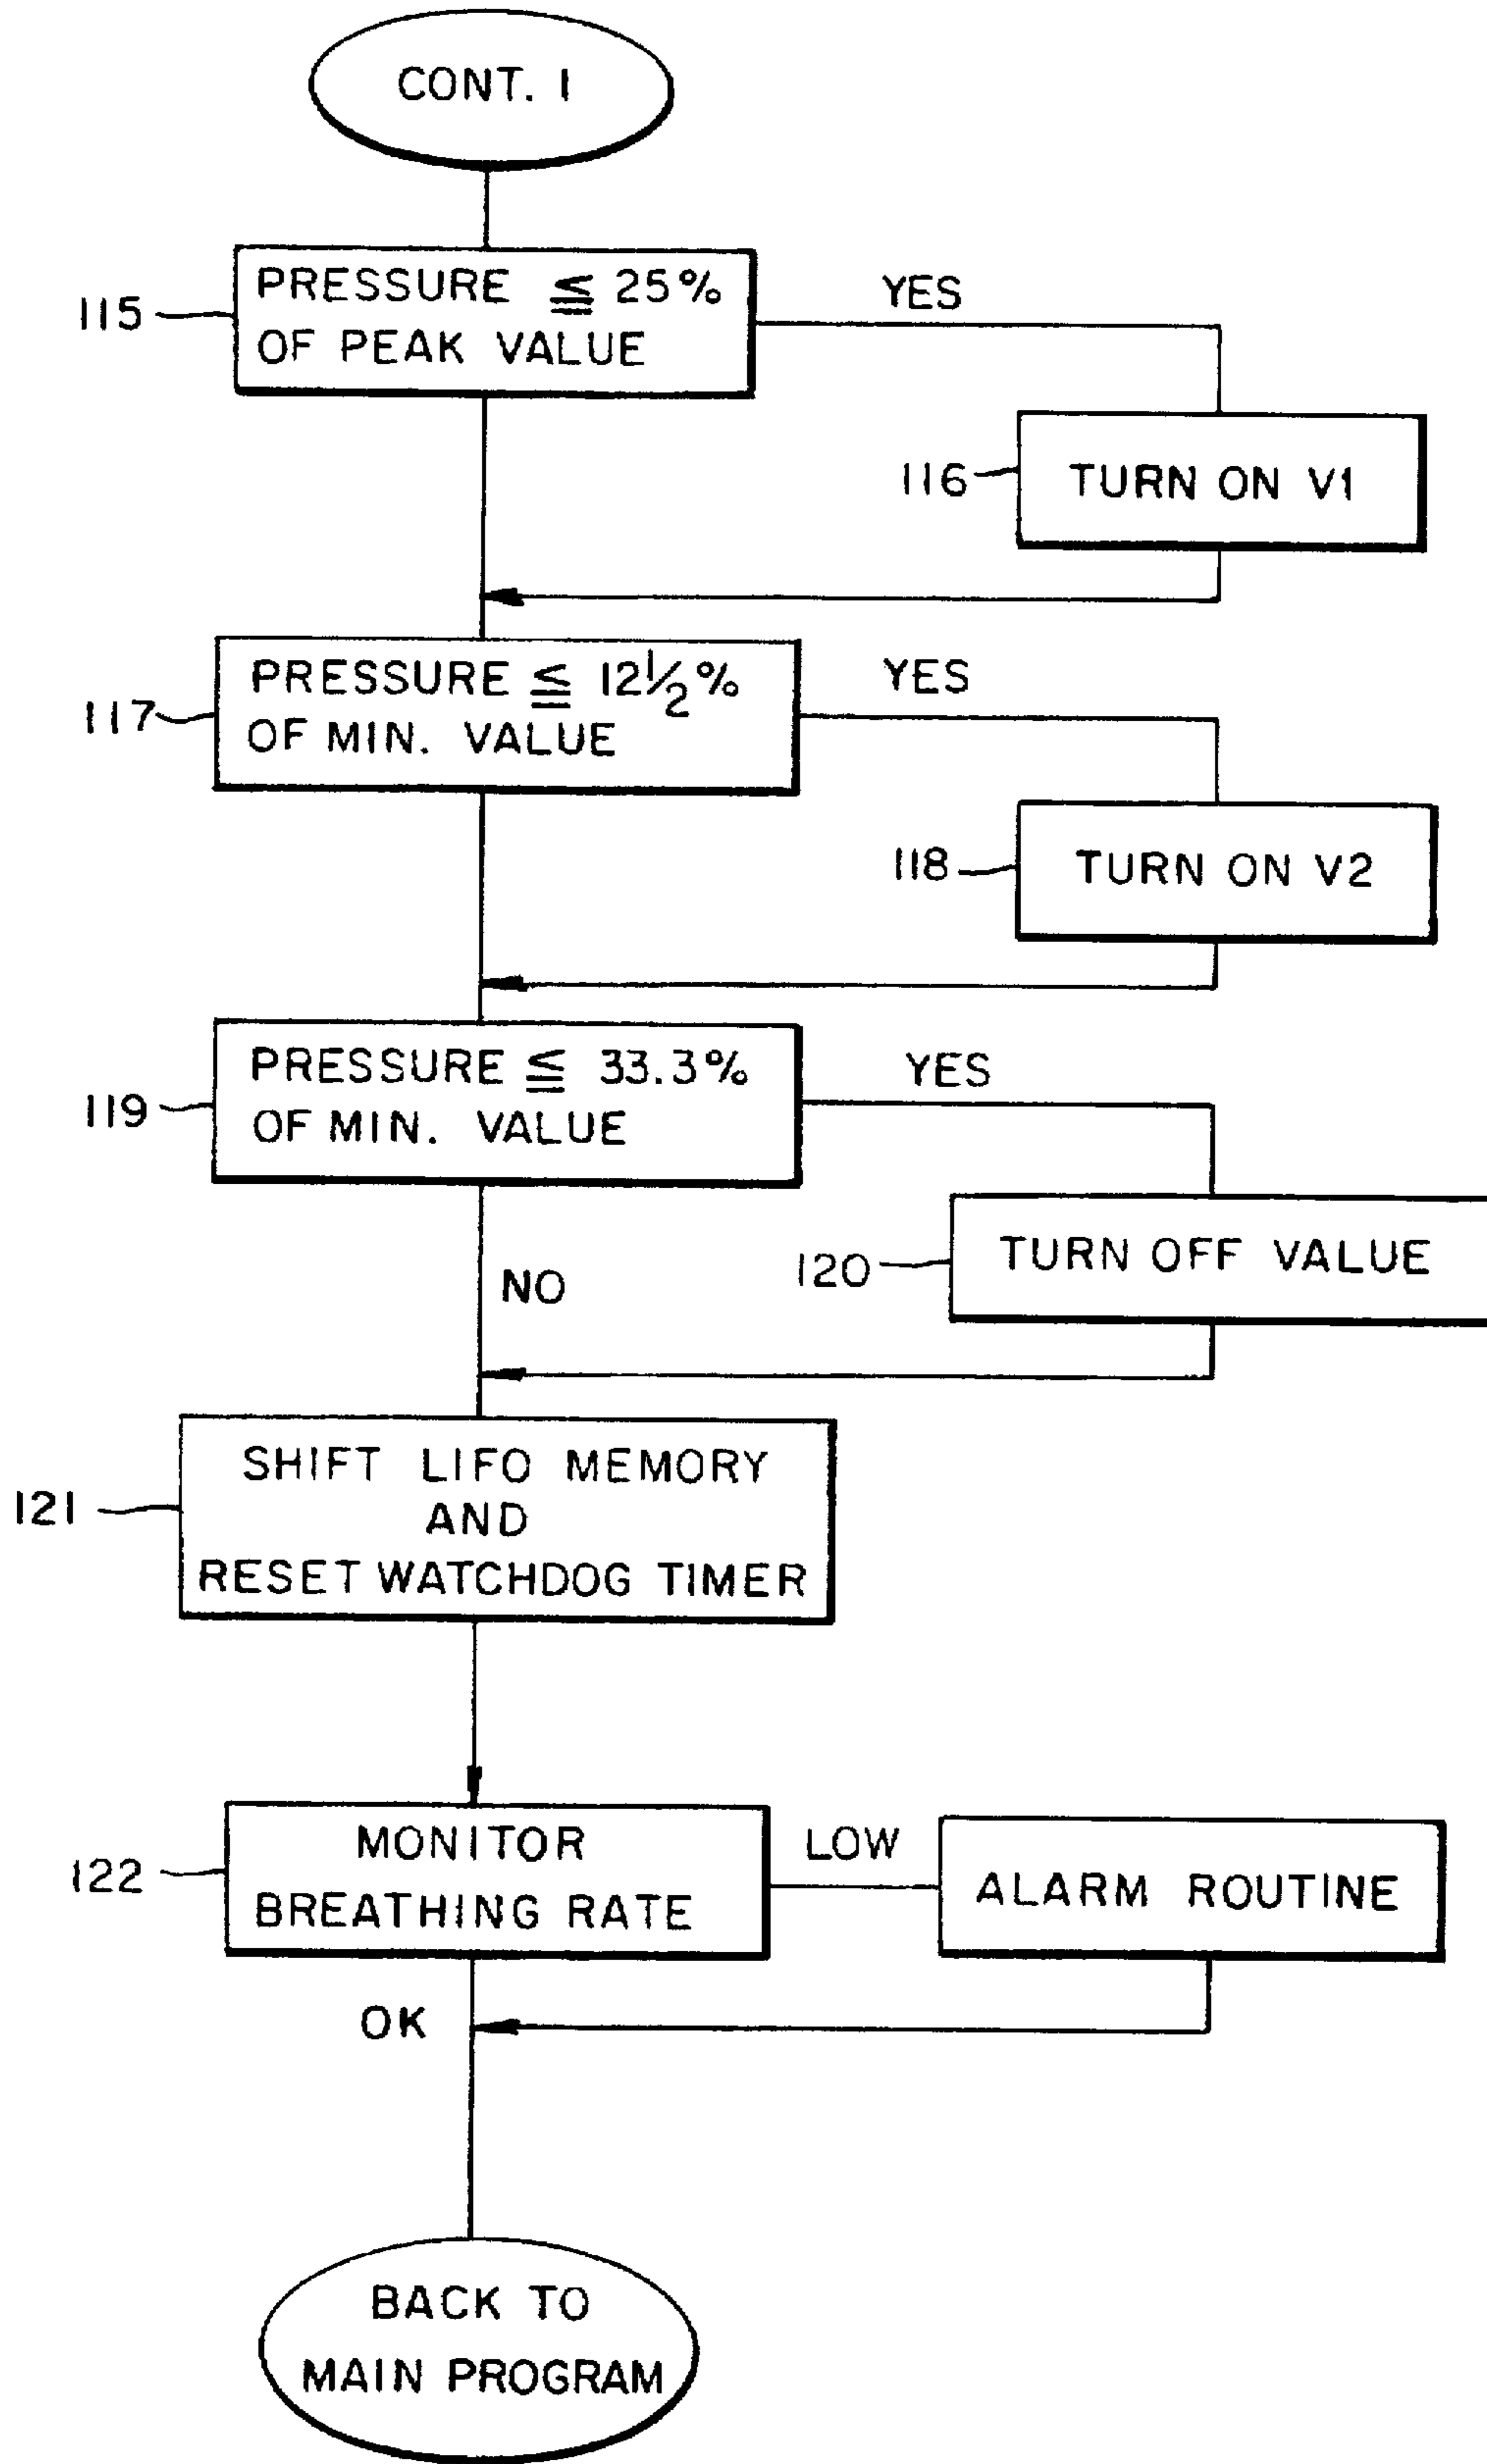 CONT. 1
115
PRESSURE ≦ 25%
OF PEAK VALUE
YES
116
TURN ON V1
117
PRESSURE ≦ 12½%
OF MIN. VALUE
YES
118
TURN ON V2
119
PRESSURE ≦ 33.3%
OF MIN. VALUE
YES
120
TURN OFF VALUE
NO
121
SHIFT LIFO MEMORY
AND
RESET WATCHDOG TIMER
122
MONITOR
BREATHING RATE
LOW
ALARM ROUTINE
OK
BACK TO
MAIN PROGRAM